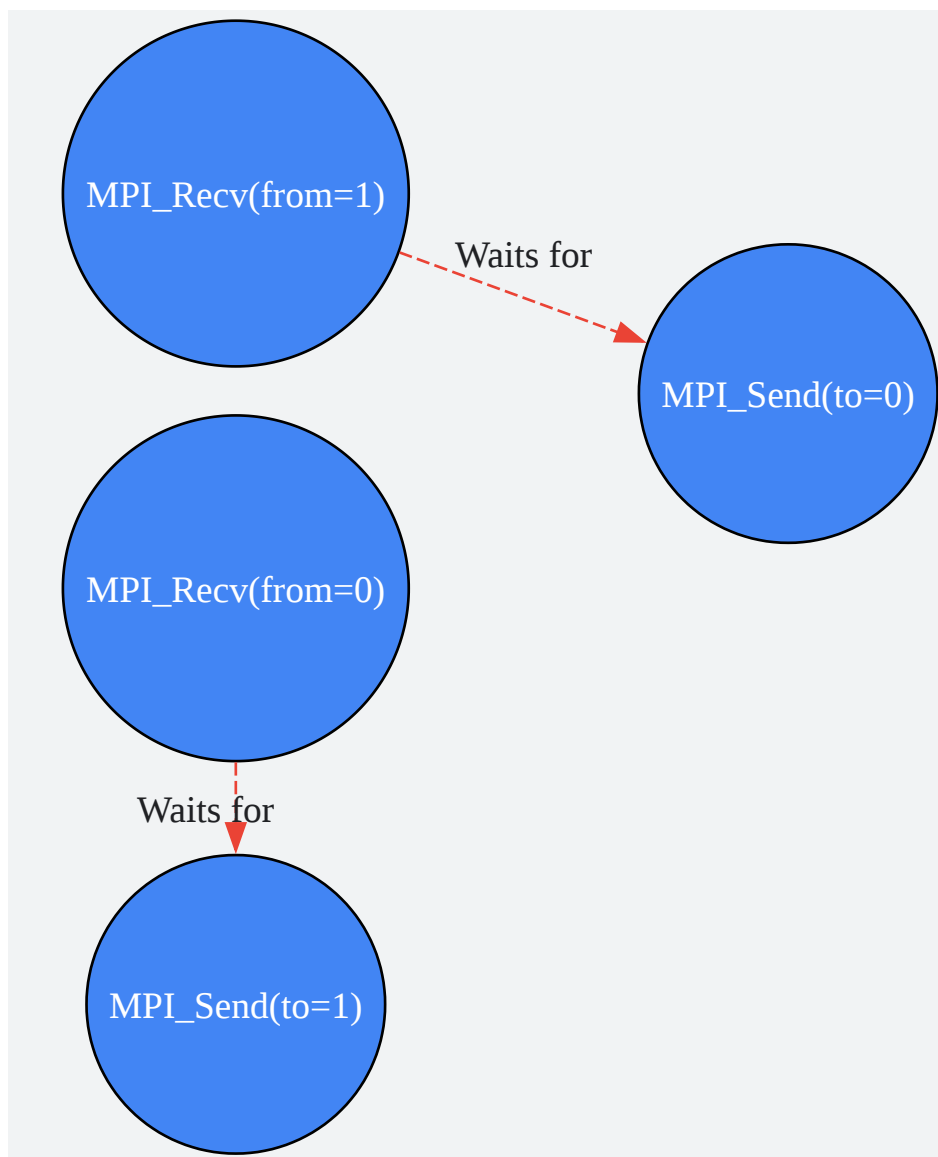 MPI_Recv(from=1)
Waits for
MPI_Send(to=0)
MPI_Recv(from=0)
Waits for
MPI_Send(to=1)